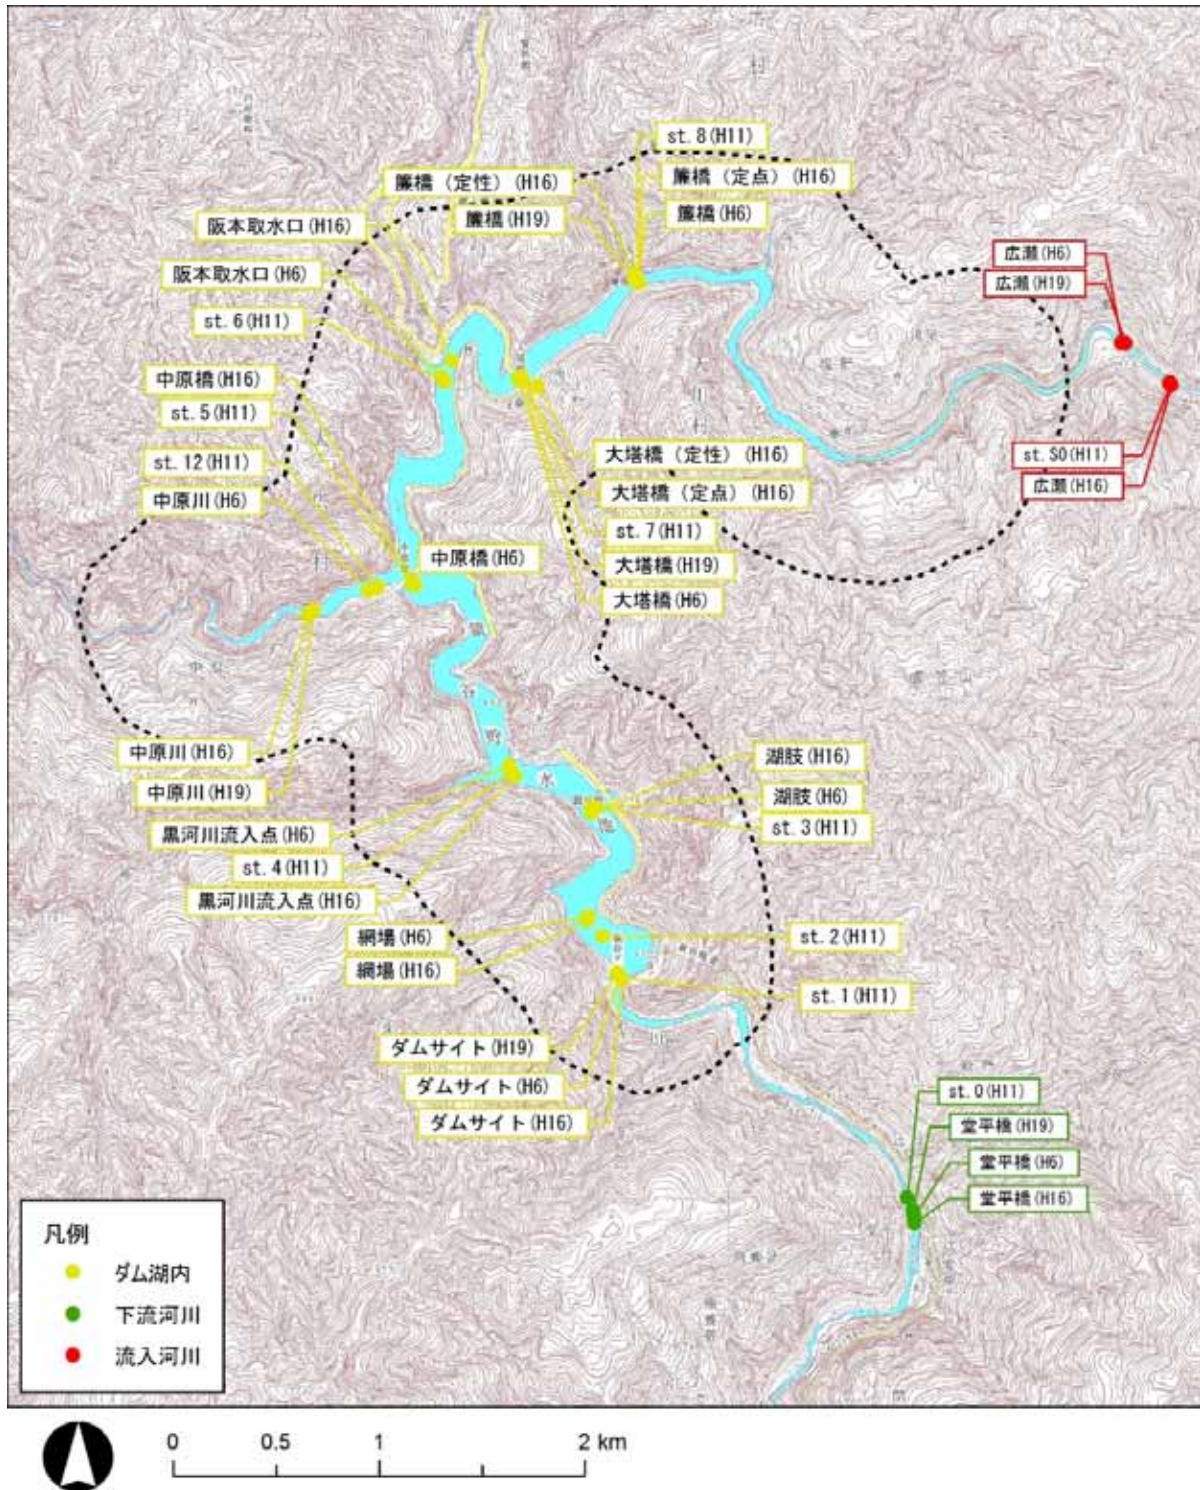 st.8(H11)
簾橋（定性）(H16)
簾橋（定点）(H16)
簾橋(H19)
簾橋(H6)
阪本取水口(H16)
阪本取水口(H6)
st.6(H11)
広瀬(H6)
広瀬(H19)
中原橋(H16)
st.5(H11)
st.12(H11)
中原川(H6)
st.S0(H11)
広瀬(H16)
大塔橋（定性）(H16)
大塔橋（定点）(H16)
st.7(H11)
大塔橋(H19)
大塔橋(H6)
中原橋(H6)
中原川(H16)
中原川(H19)
湖肢(H16)
湖肢(H6)
st.3(H11)
黒河川流入点(H6)
st.4(H11)
黒河川流入点(H16)
網場(H6)
網場(H16)
st.2(H11)
st.1(H11)
ダムサイト(H19)
ダムサイト(H6)
ダムサイト(H16)
st.0(H11)
堂平橋(H19)
堂平橋(H6)
堂平橋(H16)
凡例
ダム湖内
下流河川
流入河川
0 0.5 1 2 km